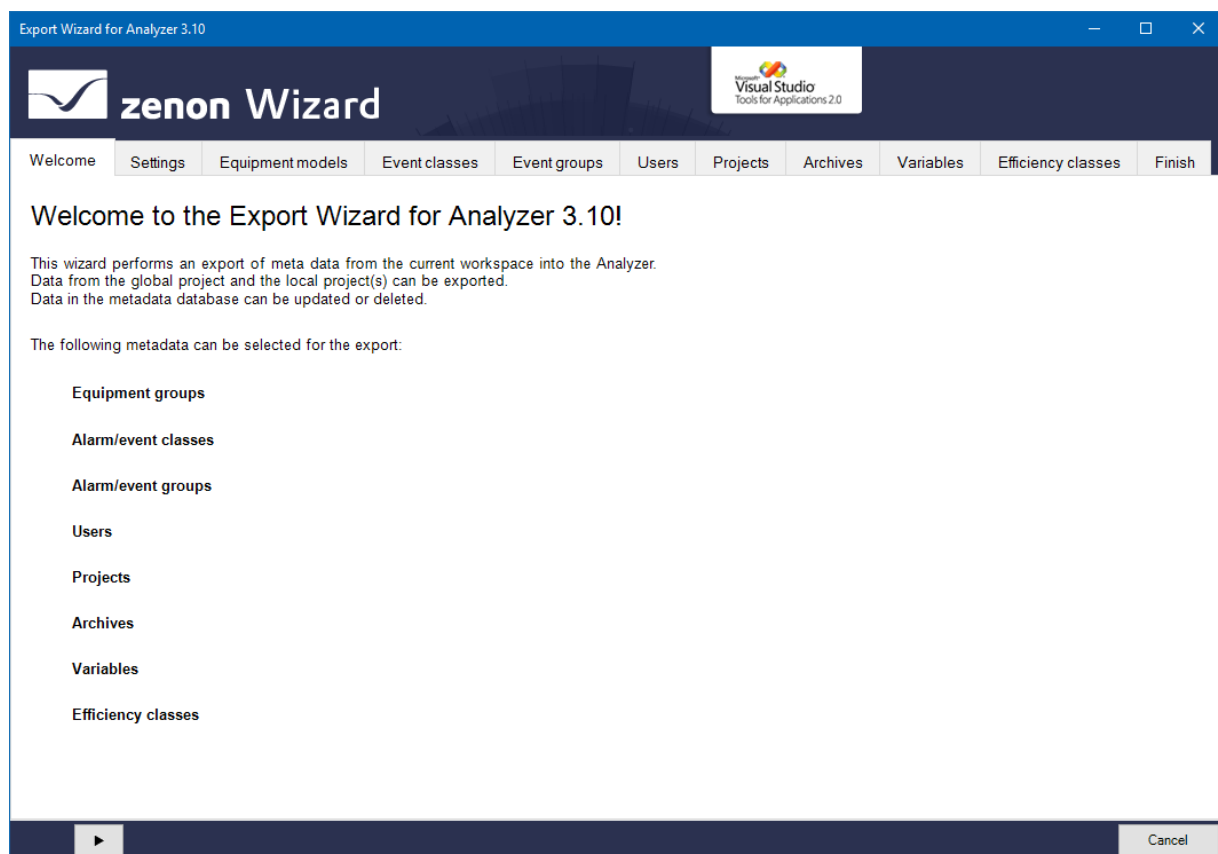 Export Wizard for Analyzer 3.10
zenon Wizard
Microsoft
Visual Studio
Tools for Applications 2.0
Welcome Settings Equipment models Event classes Event groups Users Projects Archives Variables Efficiency classes Finish
Welcome to the Export Wizard for Analyzer 3.10!
This wizard performs an export of meta data from the current workspace into the Analyzer.
Data from the global project and the local project(s) can be exported.
Data in the metadata database can be updated or deleted.
The following metadata can be selected for the export:
Equipment groups
Alarm/event classes
Alarm/event groups
Users
Projects
Archives
Variables
Efficiency classes
Cancel